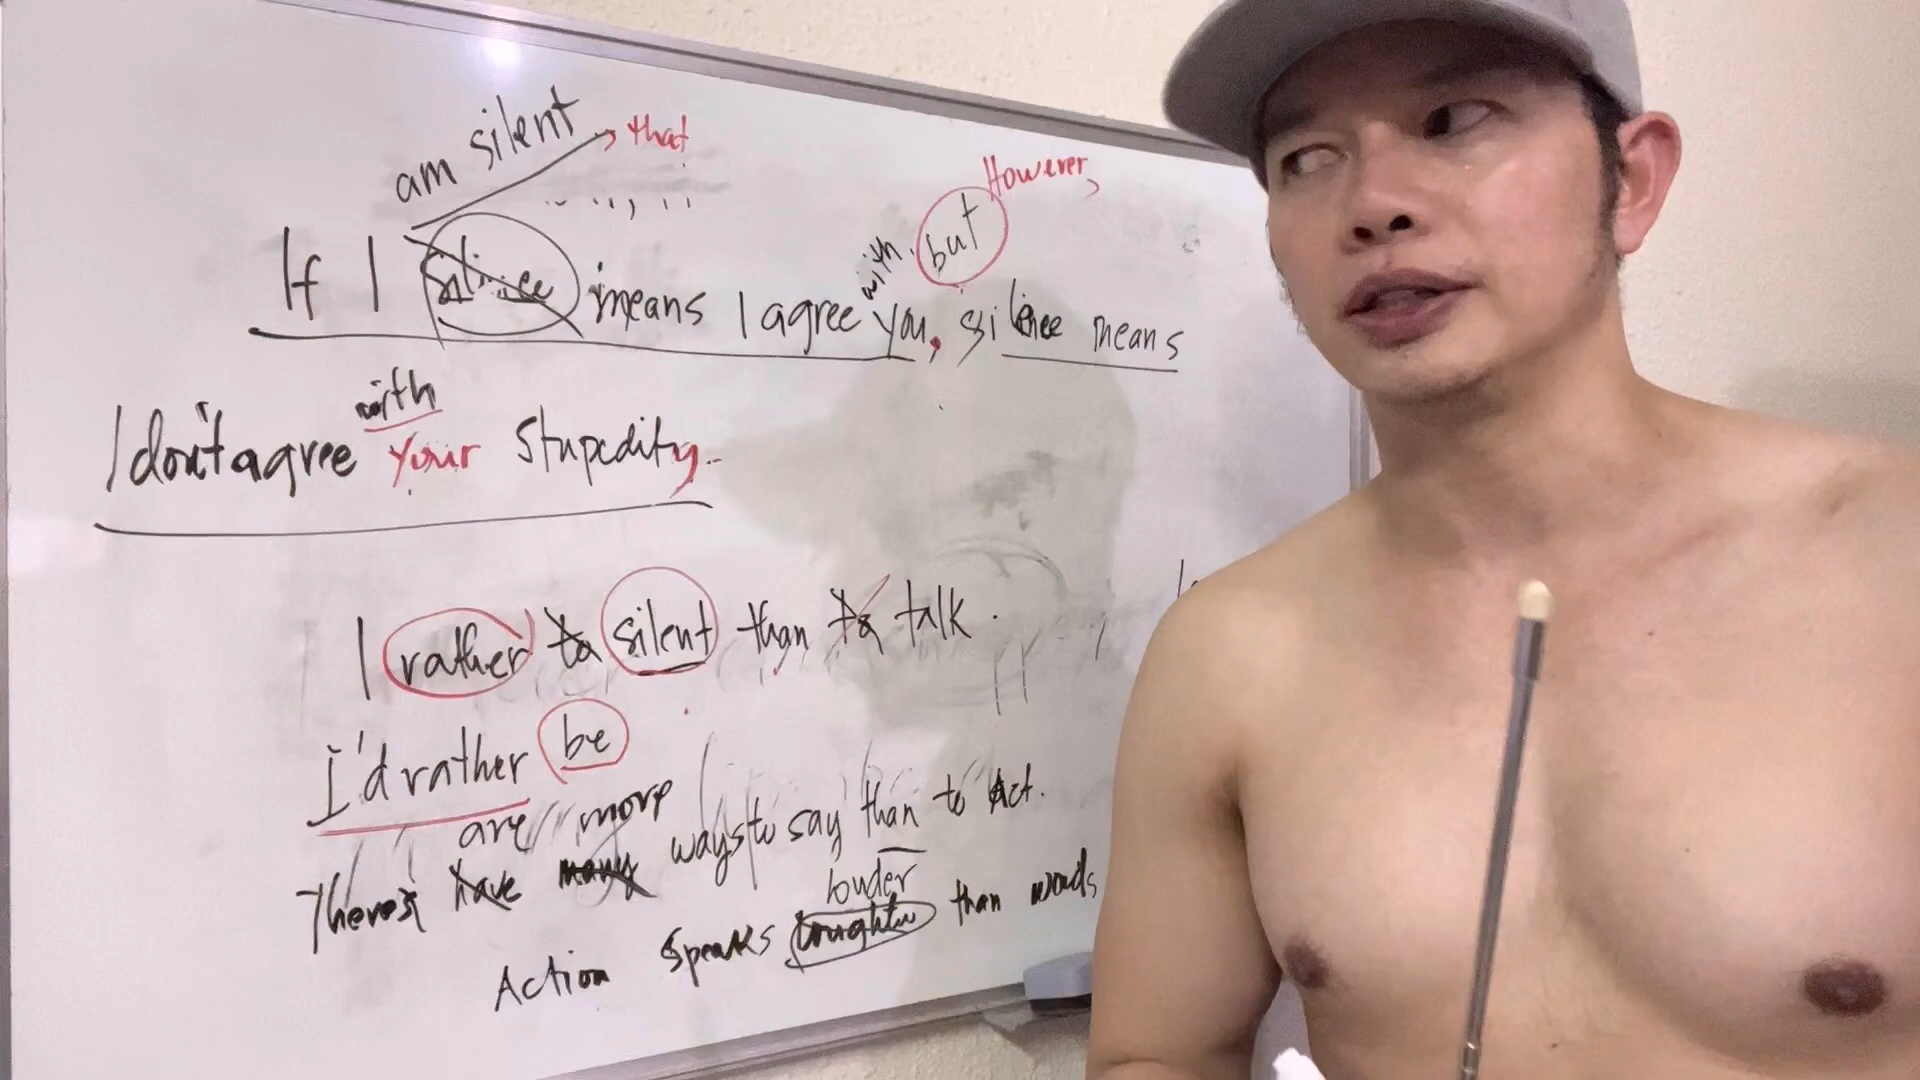 am silent that
However,
with but
If I silince means I agree you, silence means
with
I don't agree your stupedity.
I rather to silent than to talk.
I'd rather be
are more
There's have many ways to say than to Act.
louder
Action speaks than words